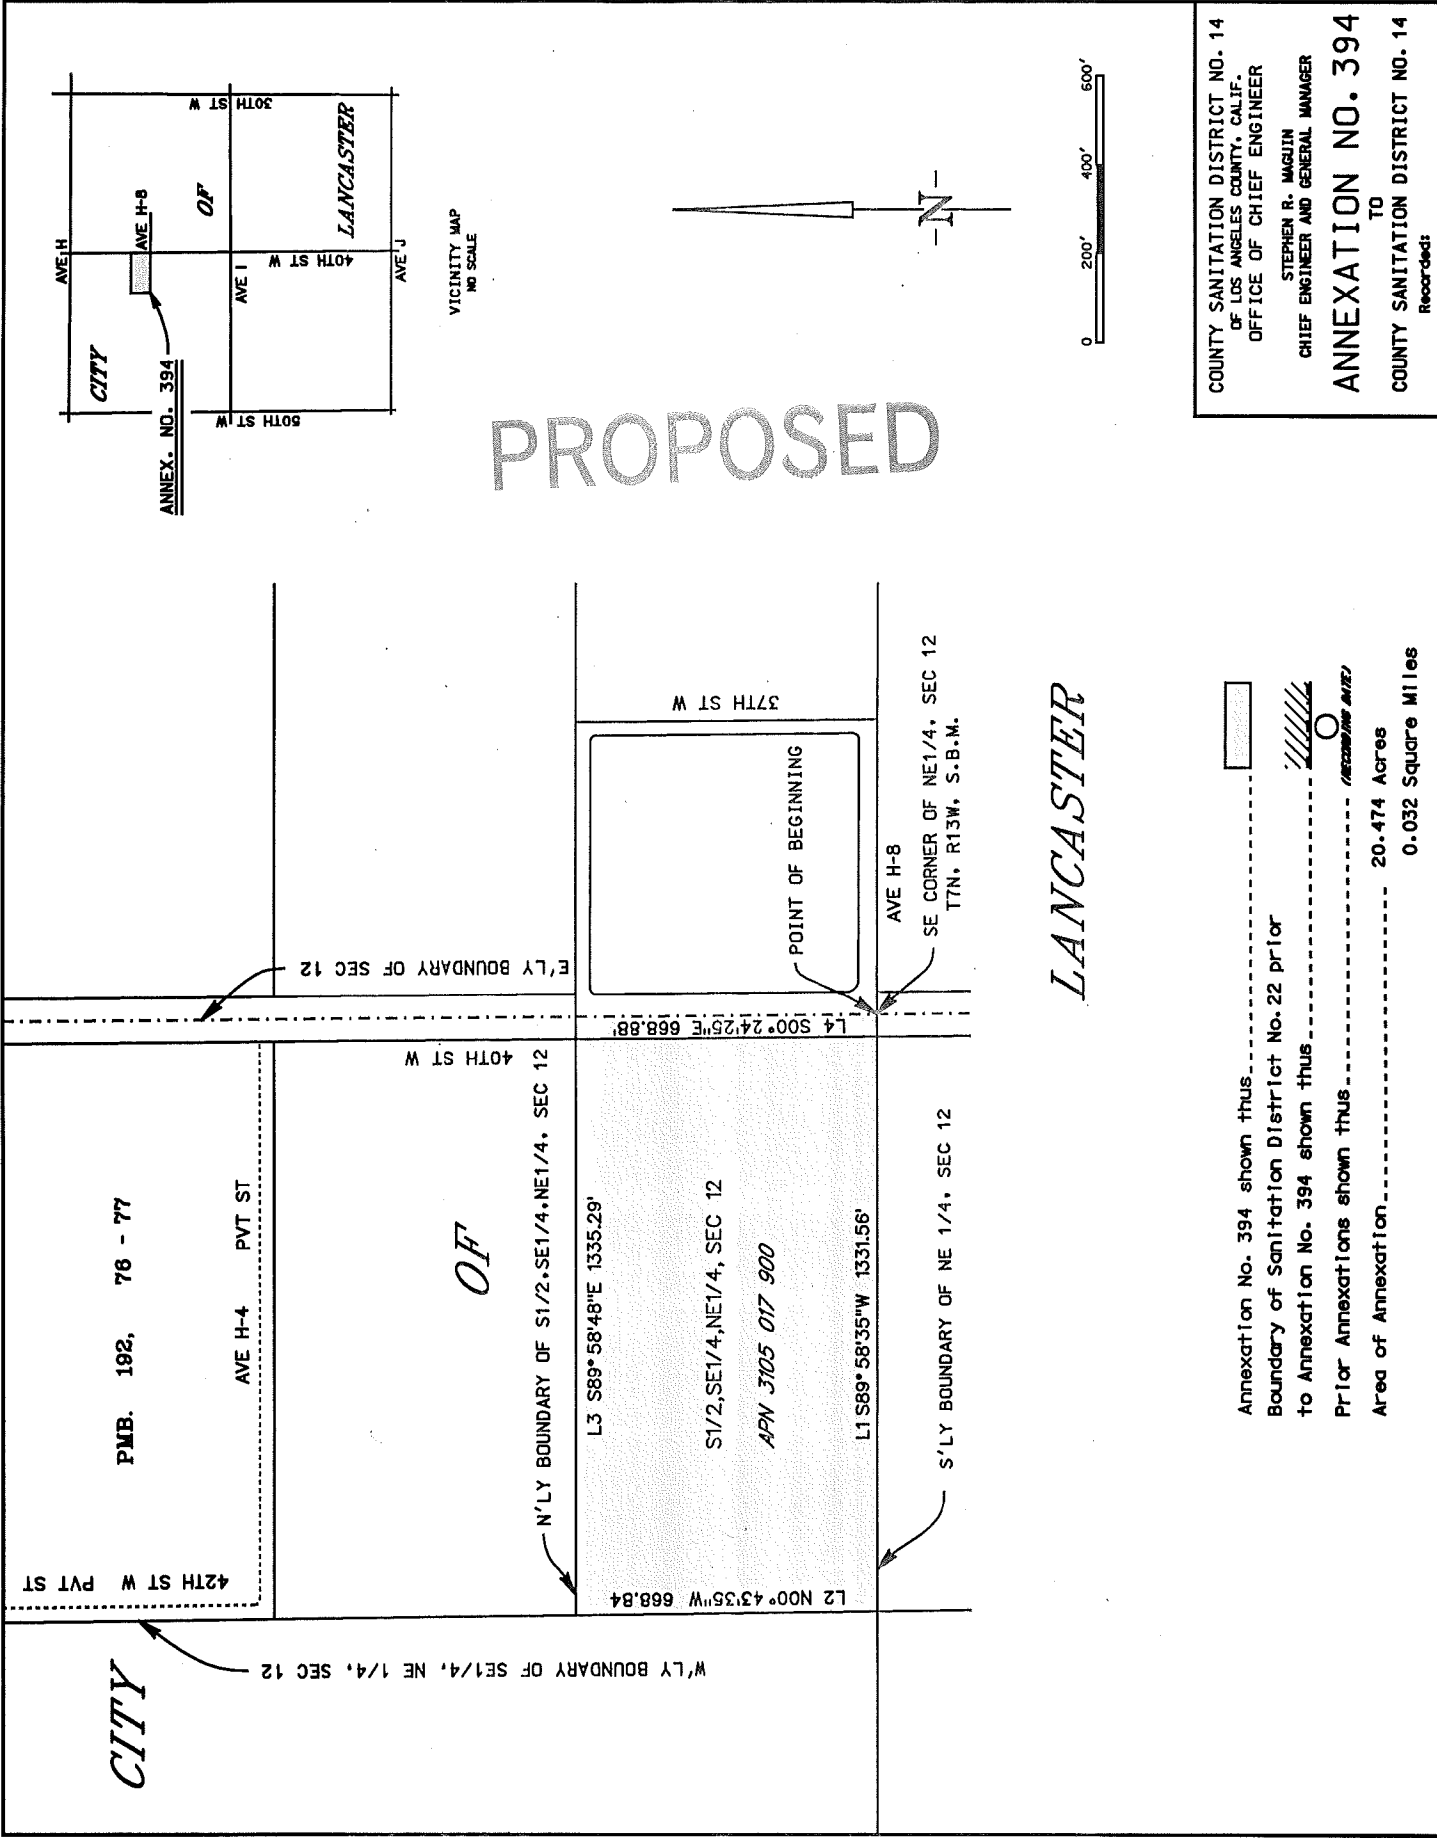 CITY
W'LY BOUNDARY OF SE1/4, NE 1/4, SEC 12
42TH ST W PVT ST
PMB. 192, 76 - 77
AVE H-4 PVT ST
E'LY BOUNDARY OF SEC 12
OF
40TH ST W
N'LY BOUNDARY OF S1/2,SE1/4,NE1/4, SEC 12
L3 S89°58'48"E 1335.29'
L2 N00°43'35"W 668.84
S1/2,SE1/4,NE1/4, SEC 12
APN 3105 017 900
L4 S00°24'25"E 668.88'
L1 S89°58'35"W 1331.56'
S'LY BOUNDARY OF NE 1/4, SEC 12
37TH ST W
POINT OF BEGINNING
AVE H-8
SE CORNER OF NE1/4, SEC 12
T7N, R13W, S.B.M.
LANCASTER
ANNEX. NO. 394
CITY
OF
LANCASTER
AVE H
AVE H-8
AVE I
AVE J
50TH ST W
40TH ST W
30TH ST W
VICINITY MAP
NO SCALE
PROPOSED
-N-
0 200' 400' 600'
Annexation No. 394 shown thus
Boundary of Sanitation District No.22 prior
to Annexation No. 394 shown thus
Prior Annexations shown thus
(RECORDING DATE)
Area of Annexation 20.474 Acres
0.032 Square Miles
COUNTY SANITATION DISTRICT NO. 14
OF LOS ANGELES COUNTY, CALIF.
OFFICE OF CHIEF ENGINEER
STEPHEN R. MAGUIN
CHIEF ENGINEER AND GENERAL MANAGER
ANNEXATION NO. 394
TO
COUNTY SANITATION DISTRICT NO. 14
Recorded: